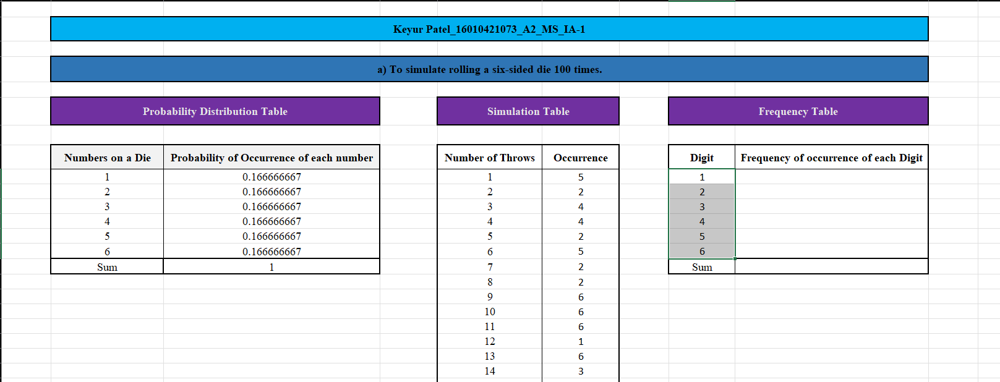 Keyur Patel_16010421073_A2_MS_IA-1
a) To simulate rolling a six-sided die 100 times.
Probability Distribution Table
Numbers on a Die Probability of Occurrence of each number
1 0.166666667
2 0.166666667
3 0.166666667
4 0.166666667
5 0.166666667
6 0.166666667
Sum 1
Simulation Table
Number of Throws Occurrence
1 5
2 2
3 4
4 4
5 2
6 5
7 2
8 2
9 6
10 6
11 6
12 1
13 6
14 3
Frequency Table
Digit Frequency of occurrence of each Digit
1
2
3
4
5
6
Sum